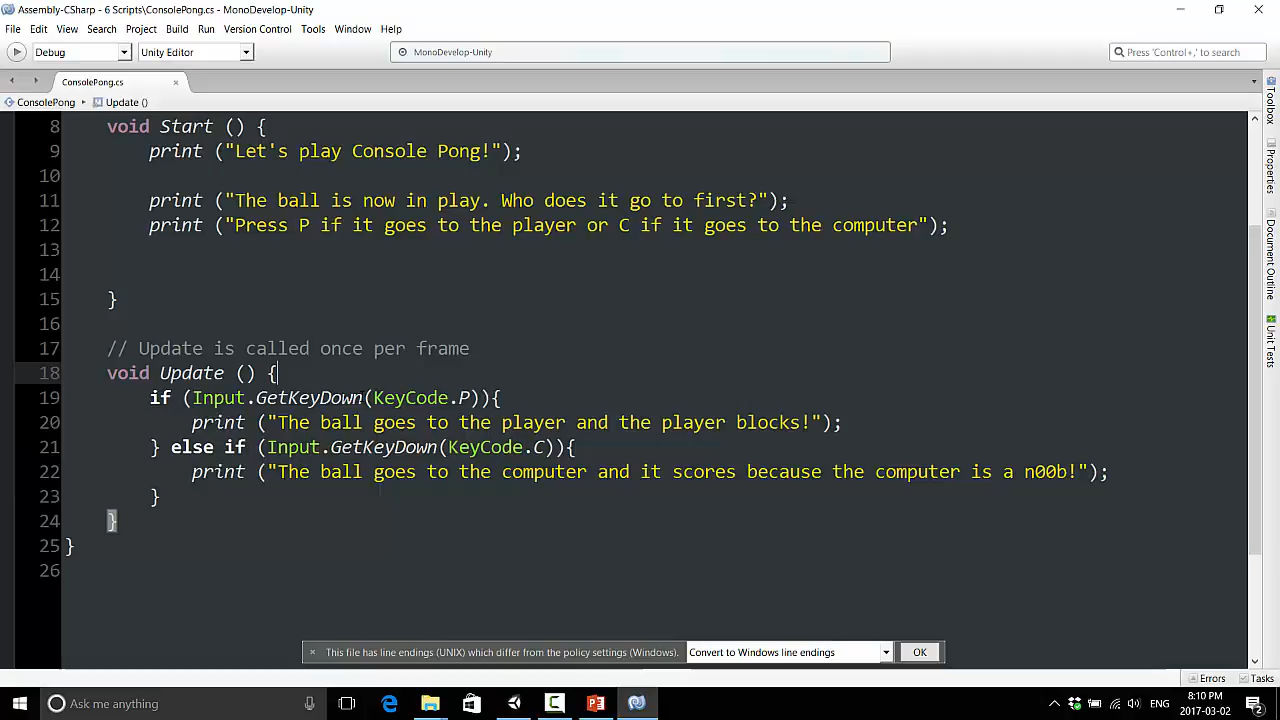 Assembly-CSharp - 6 Scripts\ConsolePong.cs - MonoDevelop-Unity
File Edit View Search Project Build Run Version Control Tools Window Help
Debug Unity Editor MonoDevelop-Unity Press 'Control+,' to search
ConsolePong.cs
ConsolePong Update ()
8 void Start () {
9 print ("Let's play Console Pong!");
10
11 print ("The ball is now in play. Who does it go to first?");
12 print ("Press P if it goes to the player or C if it goes to the computer");
13
14
15 }
16
17 // Update is called once per frame
18 void Update () {
19 if (Input.GetKeyDown(KeyCode.P)){
20 print ("The ball goes to the player and the player blocks!");
21 } else if (Input.GetKeyDown(KeyCode.C)){
22 print ("The ball goes to the computer and it scores because the computer is a n00b!");
23 }
24 }
25 }
26
Toolbox
Properties
Document Outline
Unit Tests
This file has line endings (UNIX) which differ from the policy settings (Windows). Convert to Windows line endings OK
Errors Tasks
Ask me anything
8:10 PM
2017-03-02
2